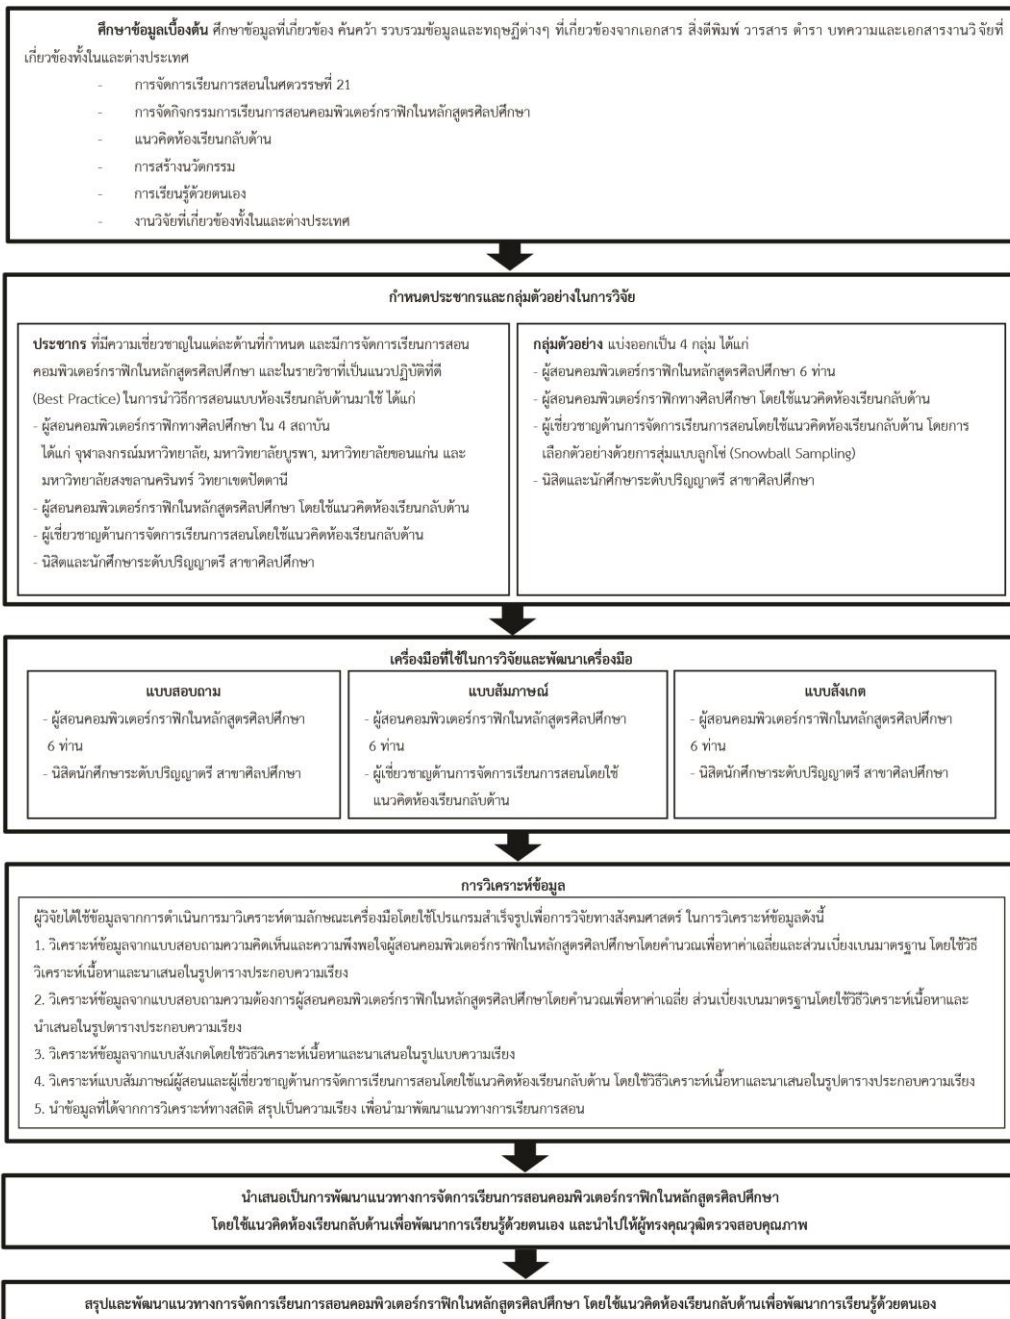 ศึกษาข้อมูลเบื้องต้น ศึกษาข้อมูลที่เกี่ยวข้อง ค้นคว้า รวบรวมข้อมูลและทฤษฎีต่างๆ ที่เกี่ยวข้องจากเอกสาร สิ่งตีพิมพ์ วารสาร ตำรา บทความและเอกสารงานวิจัยที่
เกี่ยวข้องทั้งในและต่างประเทศ
- การจัดการเรียนการสอนในศตวรรษที่ 21
- การจัดกิจกรรมการเรียนการสอนคอมพิวเตอร์กราฟิกในหลักสูตรศิลปศึกษา
- แนวคิดห้องเรียนกลับด้าน
- การสร้างนวัตกรรม
- การเรียนรู้ด้วยตนเอง
- งานวิจัยที่เกี่ยวข้องทั้งในและต่างประเทศ
กำหนดประชากรและกลุ่มตัวอย่างในการวิจัย
ประชากร ที่มีความเชี่ยวชาญในแต่ละด้านที่กำหนด และมีการจัดการเรียนการสอน
คอมพิวเตอร์กราฟิกในหลักสูตรศิลปศึกษา และในรายวิชาที่เป็นแนวปฏิบัติที่ดี
(Best Practice) ในการนำวิธีการสอนแบบห้องเรียนกลับด้านมาใช้ ได้แก่
- ผู้สอนคอมพิวเตอร์กราฟิกทางศิลปศึกษา ใน 4 สถาบัน
ได้แก่ จุฬาลงกรณ์มหาวิทยาลัย, มหาวิทยาลัยบูรพา, มหาวิทยาลัยขอนแก่น และ
มหาวิทยาลัยสงขลานครินทร์ วิทยาเขตปัตตานี
- ผู้สอนคอมพิวเตอร์กราฟิกในหลักสูตรศิลปศึกษา โดยใช้แนวคิดห้องเรียนกลับด้าน
- ผู้เชี่ยวชาญด้านการจัดการเรียนการสอนโดยใช้แนวคิดห้องเรียนกลับด้าน
- นิสิตและนักศึกษาระดับปริญญาตรี สาขาศิลปศึกษา
กลุ่มตัวอย่าง แบ่งออกเป็น 4 กลุ่ม ได้แก่
- ผู้สอนคอมพิวเตอร์กราฟิกในหลักสูตรศิลปศึกษา 6 ท่าน
- ผู้สอนคอมพิวเตอร์กราฟิกทางศิลปศึกษา โดยใช้แนวคิดห้องเรียนกลับด้าน
- ผู้เชี่ยวชาญด้านการจัดการเรียนการสอนโดยใช้แนวคิดห้องเรียนกลับด้าน โดยการ
เลือกตัวอย่างด้วยการสุ่มแบบลูกโซ่ (Snowball Sampling)
- นิสิตและนักศึกษาระดับปริญญาตรี สาขาศิลปศึกษา
เครื่องมือที่ใช้ในการวิจัยและพัฒนาเครื่องมือ
แบบสอบถาม
- ผู้สอนคอมพิวเตอร์กราฟิกในหลักสูตรศิลปศึกษา
6 ท่าน
- นิสิตนักศึกษาระดับปริญญาตรี สาขาศิลปศึกษา
แบบสัมภาษณ์
- ผู้สอนคอมพิวเตอร์กราฟิกในหลักสูตรศิลปศึกษา
6 ท่าน
- ผู้เชี่ยวชาญด้านการจัดการเรียนการสอนโดยใช้
แนวคิดห้องเรียนกลับด้าน
แบบสังเกต
- ผู้สอนคอมพิวเตอร์กราฟิกในหลักสูตรศิลปศึกษา
6 ท่าน
- นิสิตนักศึกษาระดับปริญญาตรี สาขาศิลปศึกษา
การวิเคราะห์ข้อมูล
ผู้วิจัยได้ใช้ข้อมูลจากการดำเนินการมาวิเคราะห์ตามลักษณะเครื่องมือโดยใช้โปรแกรมสำเร็จรูปเพื่อการวิจัยทางสังคมศาสตร์ ในการวิเคราะห์ข้อมูลดังนี้
1. วิเคราะห์ข้อมูลจากแบบสอบถามความคิดเห็นและความพึงพอใจผู้สอนคอมพิวเตอร์กราฟิกในหลักสูตรศิลปศึกษาโดยคำนวณเพื่อหาค่าเฉลี่ยและส่วนเบี่ยงเบนมาตรฐาน โดยใช้วิธี
วิเคราะห์เนื้อหาและนาเสนอในรูปตารางประกอบความเรียง
2. วิเคราะห์ข้อมูลจากแบบสอบถามความต้องการผู้สอนคอมพิวเตอร์กราฟิกในหลักสูตรศิลปศึกษาโดยคำนวณเพื่อหาค่าเฉลี่ย ส่วนเบี่ยงเบนมาตรฐานโดยใช้วิธีวิเคราะห์เนื้อหาและ
นำเสนอในรูปตารางประกอบความเรียง
3. วิเคราะห์ข้อมูลจากแบบสังเกตโดยใช้วิธีวิเคราะห์เนื้อหาและนาเสนอในรูปแบบความเรียง
4. วิเคราะห์แบบสัมภาษณ์ผู้สอนและผู้เชี่ยวชาญด้านการจัดการเรียนการสอนโดยใช้แนวคิดห้องเรียนกลับด้าน โดยใช้วิธีวิเคราะห์เนื้อหาและนาเสนอในรูปตารางประกอบความเรียง
5. นำข้อมูลที่ได้จากการวิเคราะห์ทางสถิติ สรุปเป็นความเรียง เพื่อนำมาพัฒนาแนวทางการเรียนการสอน
นำเสนอเป็นการพัฒนาแนวทางการจัดการเรียนการสอนคอมพิวเตอร์กราฟิกในหลักสูตรศิลปศึกษา
โดยใช้แนวคิดห้องเรียนกลับด้านเพื่อพัฒนาการเรียนรู้ด้วยตนเอง และนำไปให้ผู้ทรงคุณวุฒิตรวจสอบคุณภาพ
สรุปและพัฒนาแนวทางการจัดการเรียนการสอนคอมพิวเตอร์กราฟิกในหลักสูตรศิลปศึกษา โดยใช้แนวคิดห้องเรียนกลับด้านเพื่อพัฒนาการเรียนรู้ด้วยตนเอง